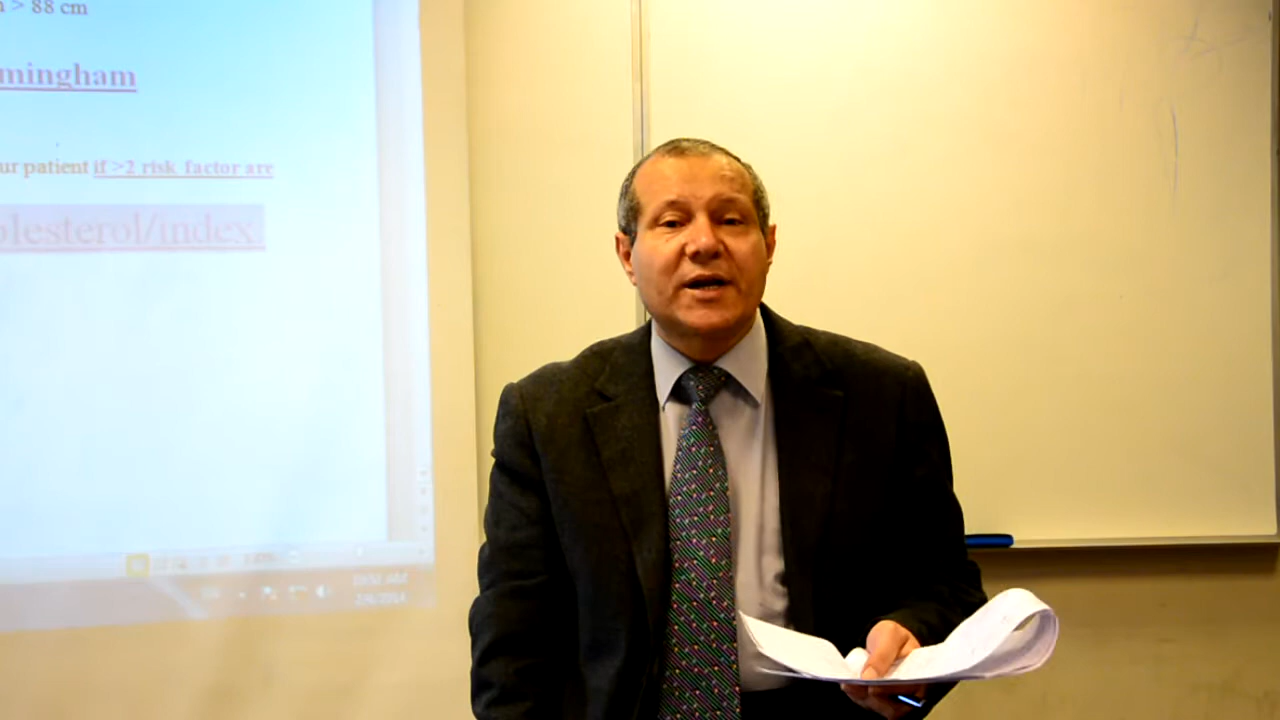 > 88 cm
mingham
ur patient if >2 risk factor are
olesterol/index